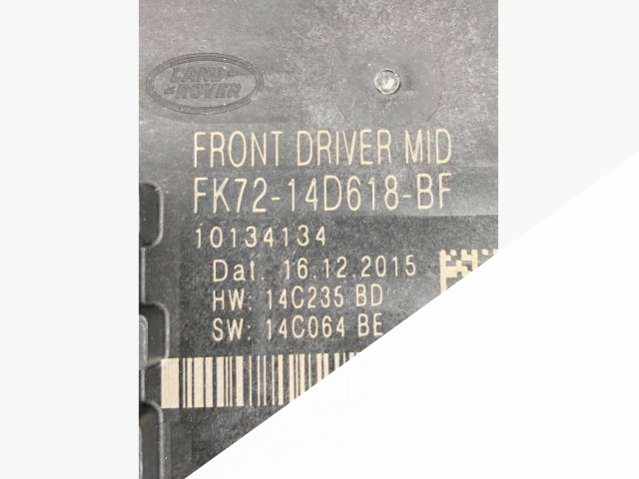 LAND-
ROVER
FRONT DRIVER MID
FK72-14D618-BF
10134134
Dat. 16.12.2015
HW: 14C235 BD
SW: 14C064 BE